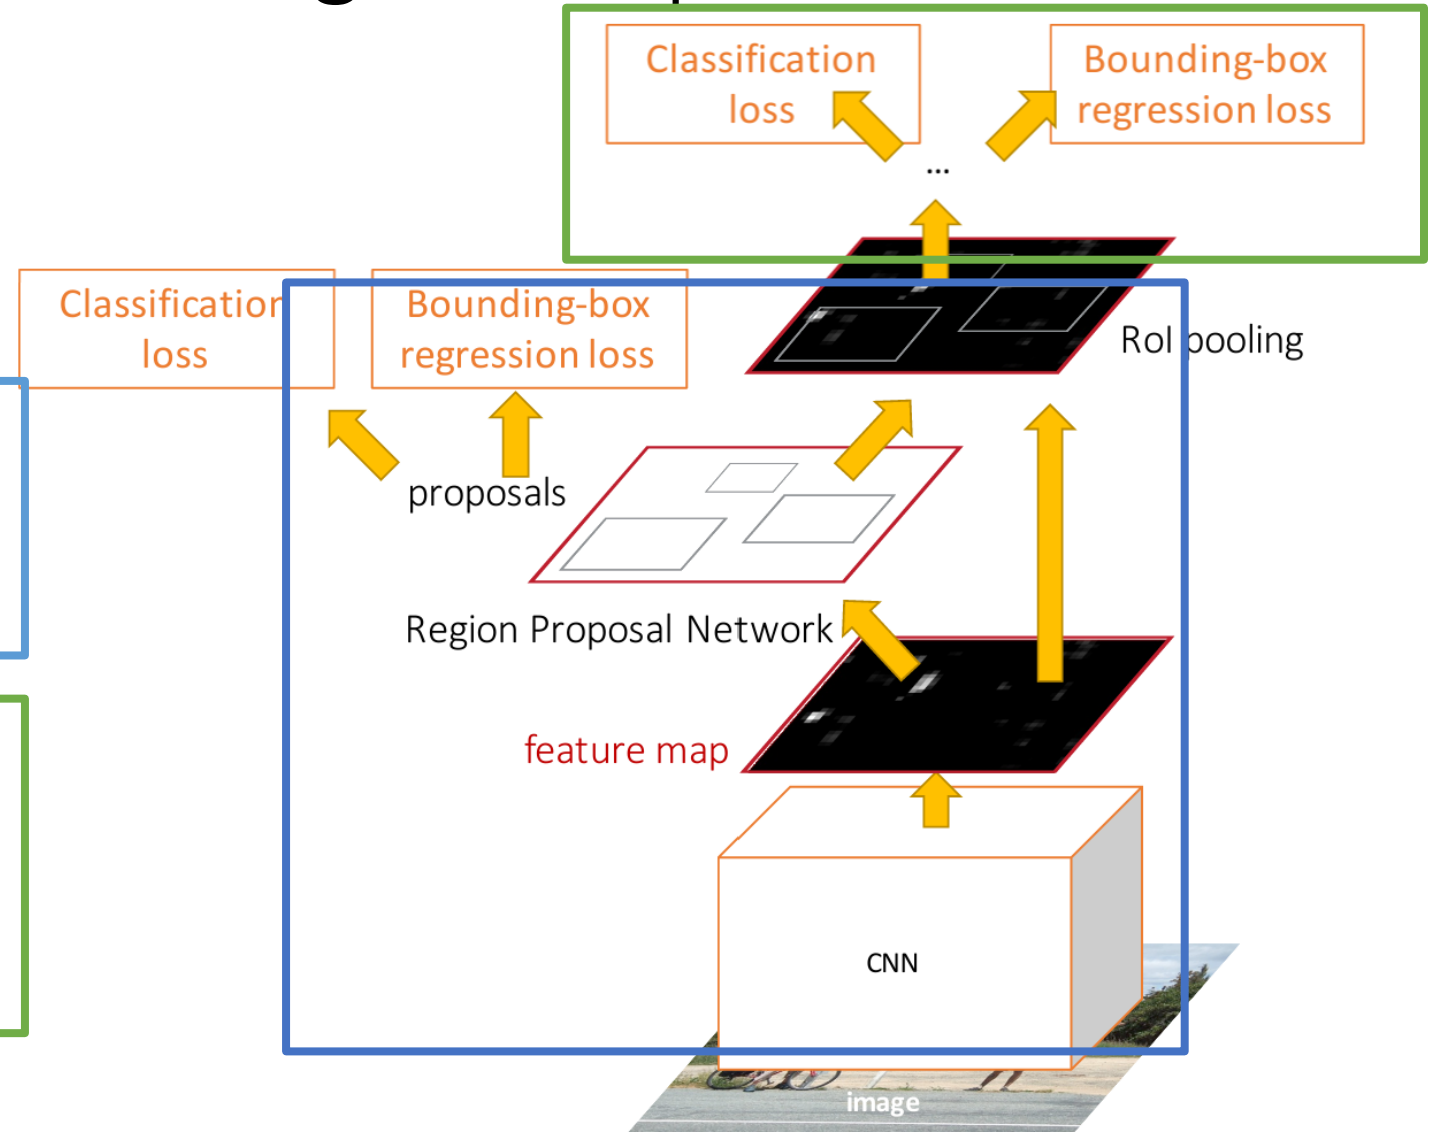 Classification
loss
Bounding-box
regression loss
...
Classification
loss
Bounding-box
regression loss
RoI pooling
proposals
Region Proposal Network
feature map
CNN
image